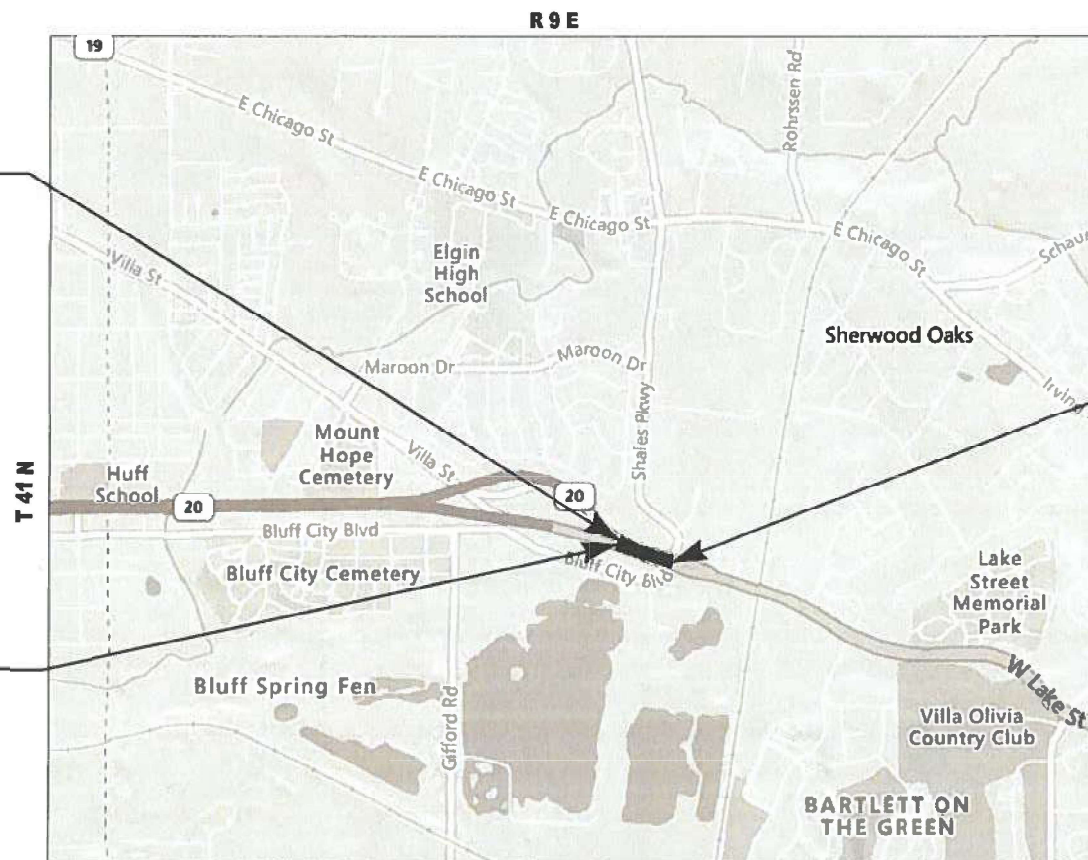 R 9 E
19
E Chicago St
Rohrssen Rd
E Chicago St
E Chicago St
E Chicago St
Schaum
Villa St
Elgin
High
School
Sherwood Oaks
Maroon Dr
Maroon Dr
Irving
Shales Pkwy
T 41 N
Mount
Hope
Cemetery
Villa St
Huff
School
20
20
Bluff City Blvd
Bluff City Blvd
Bluff City Cemetery
Lake
Street
Memorial
Park
Bluff Spring Fen
Gifford Rd
W Lake St
Villa Olivia
Country Club
BARTLETT ON
THE GREEN